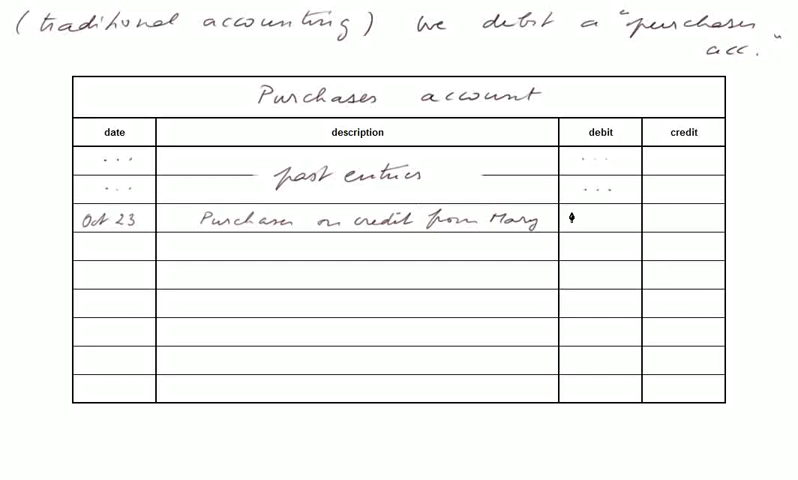 (traditional accounting) we debit a "purchases
acc."
Purchases account
date description debit credit
... past entries ...
... ...
Oct 23 Purchases on credit from Mary